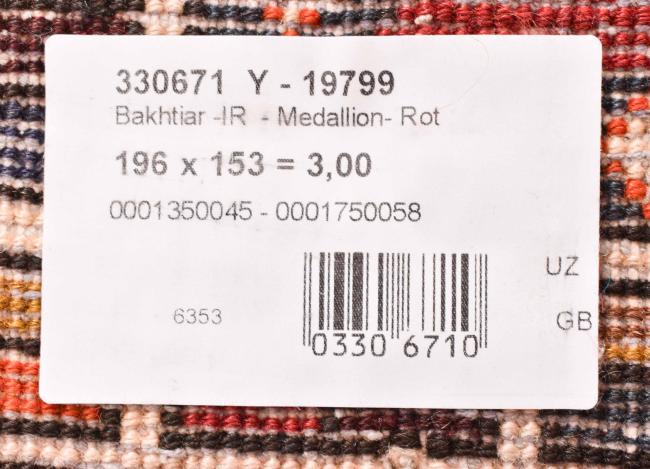 330671 Y - 19799
Bakhtiar -IR - Medallion- Rot
196 x 153 = 3,00
0001350045 - 0001750058
UZ
6353
GB
0330 6710